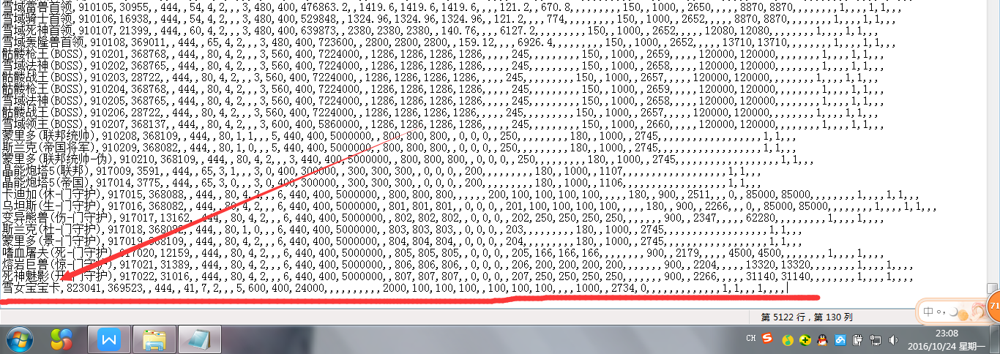 雪域雷兽首领,910105,30955,,444,,54,4,2,,,3,480,400,476863.2,,1419.6,1419.6,1419.6,,,,,121.2,,670.8,,,,,,,,,150,,1000,,2650,,,,,8870,8870,,,,,,,,1,,,,1,1,,,
雪域骑士首领,910106,16938,,444,,54,4,2,,,3,480,400,529848,,1324.96,1324.96,1324.96,,,121.2,,,774,,,,,,,,,150,,1000,,2652,,,,,8870,8870,,,,,,,,1,,,,1,1,,,
雪域死神首领,910107,21399,,444,,60,4,2,,,3,480,400,639873,,2380,2380,2380,,140.76,,,,6127.2,,,,,,,,,150,,1000,,2652,,,,,12080,12080,,,,,,,,1,,,,1,1,,,
雪域轰隆兽首领,910108,369011,,444,,65,4,2,,,3,480,400,723600,,2800,2800,2800,,159.12,,,,6926.4,,,,,,,,,150,,1000,,2652,,,,,13710,13710,,,,,,,,1,,,,1,1,,,
骷髅枪王(BOSS),910201,368768,,444,,80,4,2,,,3,560,400,7224000,,1286,1286,1286,1286,,,,,245,,,,,,,,,150,,1000,,2659,,,,,120000,120000,,,,,,,,1,,,,1,1,,,
雪域法神(BOSS),910202,368765,,444,,80,4,2,,,3,560,400,7224000,,1286,1286,1286,1286,,,,,245,,,,,,,,,150,,1000,,2658,,,,,120000,120000,,,,,,,,1,,,,1,1,,,
骷髅战王(BOSS),910203,28722,,444,,80,4,2,,,3,560,400,7224000,,1286,1286,1286,1286,,,,,245,,,,,,,,,150,,1000,,2657,,,,,120000,120000,,,,,,,,1,,,,1,1,,,
骷髅枪王(BOSS),910204,368768,,444,,80,4,2,,,3,560,400,7224000,,1286,1286,1286,1286,,,,,245,,,,,,,,,150,,1000,,2659,,,,,120000,120000,,,,,,,,1,,,,1,1,,,
雪域法神(BOSS),910205,368765,,444,,80,4,2,,,3,560,400,7224000,,1286,1286,1286,1286,,,,,245,,,,,,,,,150,,1000,,2658,,,,,120000,120000,,,,,,,,1,,,,1,1,,,
骷髅战王(BOSS),910206,28722,,444,,80,4,2,,,3,560,400,7224000,,1286,1286,1286,1286,,,,,245,,,,,,,,,150,,1000,,2657,,,,,120000,120000,,,,,,,,1,,,,1,1,,,
雪域领主(BOSS),910207,368137,,444,,80,4,2,,,3,600,400,5860000,,1286,1286,1286,1286,,,,,245,,,,,,,,,150,,1000,,2660,,,,,120000,120000,,,,,,,,1,,,,1,1,,,
蒙里多(联邦统帅),910208,368109,,444,,80,1,1,,,5,440,400,5000000,,800,800,800,,0,0,0,,250,,,,,,,,,180,,1000,,2745,,,,,,,,,,,,,,,,,,1,1,,,
斯兰克(帝国将军),910209,368082,,444,,80,1,0,,,5,440,400,5000000,,800,800,800,,0,0,0,,250,,,,,,,,,180,,1000,,2745,,,,,,,,,,,,,,,,,,1,1,,,
蒙里多(联邦统帅-伪),910210,368109,,444,,80,4,2,,,3,440,400,5000000,,800,800,800,,0,0,0,,250,,,,,,,,,180,,1000,,2745,,,,,,,,,,,,,,,,,,1,1,,,
晶能炮塔5(联邦),917009,3591,,444,,65,3,1,,,3,0,400,300000,,300,300,300,,0,0,0,,200,,,,,,,,,180,,1000,,1107,,,,,,,,,,,,,,,,,,1,1,,,
晶能炮塔5(帝国),917014,3775,,444,,65,3,0,,,3,0,400,300000,,300,300,300,,0,0,0,,200,,,,,,,,,180,,1000,,1106,,,,,,,,,,,,,,,,,,1,1,,,
卡迪加(休-门守护),917015,368088,,444,,80,4,2,,,6,440,400,5000000,,800,800,800,,,,,,200,100,100,100,100,,,,,180,,900,,2511,,,0,,85000,85000,,,,,,,1,,,,1,1,,,
乌坦斯(生-门守护),917016,368082,,444,,80,4,2,,,6,440,400,5000000,,801,801,801,,0,0,0,,201,100,100,100,100,,,,,180,,900,,2266,,,0,,85000,85000,,,,,,,,1,,,,1,1,,,
变异熊兽(伤-门守护),917017,13162,,444,,80,4,2,,,6,440,400,5000000,,802,802,802,,0,0,0,,202,250,250,250,250,,,,,,,900,,2347,,,,,62280,,,,,,,,1,,,,1,,,,
斯兰克(杜-门守护),917018,368082,,444,,80,1,0,,,6,440,400,5000000,,803,803,803,,0,0,0,,203,,,,,,,,,180,,1000,,2745,,,,,,,,,,,,,,,,,,1,1,,,
蒙里多(景-门守护),917019,368109,,444,,80,4,2,,,6,440,400,5000000,,804,804,804,,0,0,0,,204,,,,,,,,,180,,1000,,2745,,,,,,,,,,,,,,,,,,1,1,,,
嗜血屠夫(死-门守护),917020,12159,,444,,80,4,2,,,6,440,400,5000000,,805,805,805,,0,0,0,,205,166,166,166,166,,,,,,,900,,2179,,,,,4500,4500,,,,,,,,1,,,,1,,,,
熔岩巨兽(惊-门守护),917021,31389,,444,,80,4,2,,,6,440,400,5000000,,806,806,806,,0,0,0,,206,200,200,200,200,,,,,,,900,,2204,,,,,13320,13320,,,,,,,,,,,,1,,,,
死神魅影(开-门守护),917022,31016,,444,,80,4,2,,,6,440,400,5000000,,807,807,807,,0,0,0,,207,250,250,250,250,,,,,,,900,,2266,,,,,31140,31140,,,,,,,,1,,,,1,,,,
雪女宝宝卡,823041,369523,,444,,41,7,2,,,5,600,400,24000,,,,,,,,,,2000,100,100,100,,100,100,100,,,,1000,,2734,0,,,,,,,,,,,,,1,1,,,1,,,,
71
中
第 5122 行，第 130 列
CH
23:08
2016/10/24 星期一